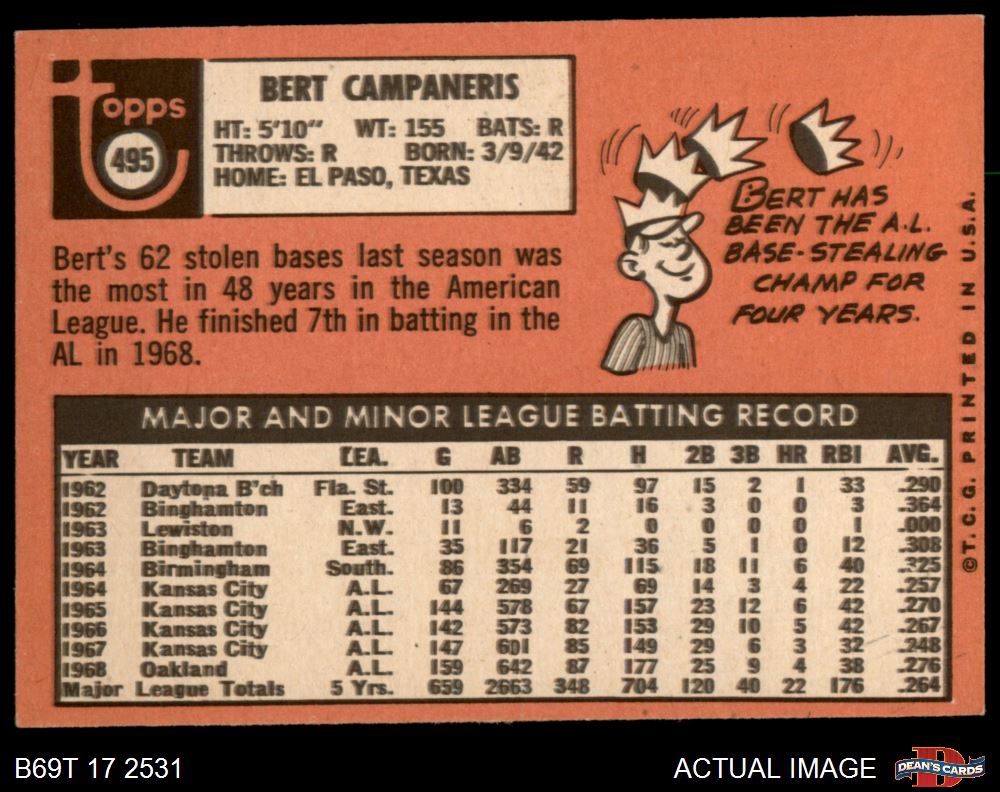 topps
495
BERT CAMPANERIS
HT: 5'10" WT: 155 BATS: R
THROWS: R BORN: 3/9/42
HOME: EL PASO, TEXAS
Bert's 62 stolen bases last season was
the most in 48 years in the American
League. He finished 7th in batting in the
AL in 1968.
BERT HAS
BEEN THE A.L.
BASE-STEALING
CHAMP FOR
FOUR YEARS.
©T.C.G. PRINTED IN U.S.A.
MAJOR AND MINOR LEAGUE BATTING RECORD
YEAR TEAM LEA. G AB R H 2B 3B HR RBI AVG.
1962 Daytona B'ch Fla. St. 100 334 59 97 15 2 1 33 .290
1962 Binghamton East. 13 44 11 16 3 0 0 3 .364
1963 Lewiston N.W. 11 6 2 0 0 0 0 1 .000
1963 Binghamton East. 35 117 21 36 5 1 0 12 .308
1964 Birmingham South. 86 354 69 115 18 11 6 40 .325
1964 Kansas City A.L. 67 269 27 69 14 3 4 22 .257
1965 Kansas City A.L. 144 578 67 157 23 12 6 42 .270
1966 Kansas City A.L. 142 573 82 153 29 10 5 42 .267
1967 Kansas City A.L. 147 601 85 149 29 6 3 32 .248
1968 Oakland A.L. 159 642 87 177 25 9 4 38 .276
Major League Totals 5 Yrs. 659 2663 348 704 120 40 22 176 .264
B69T 17 2531
ACTUAL IMAGE
D
DEAN'S CARDS